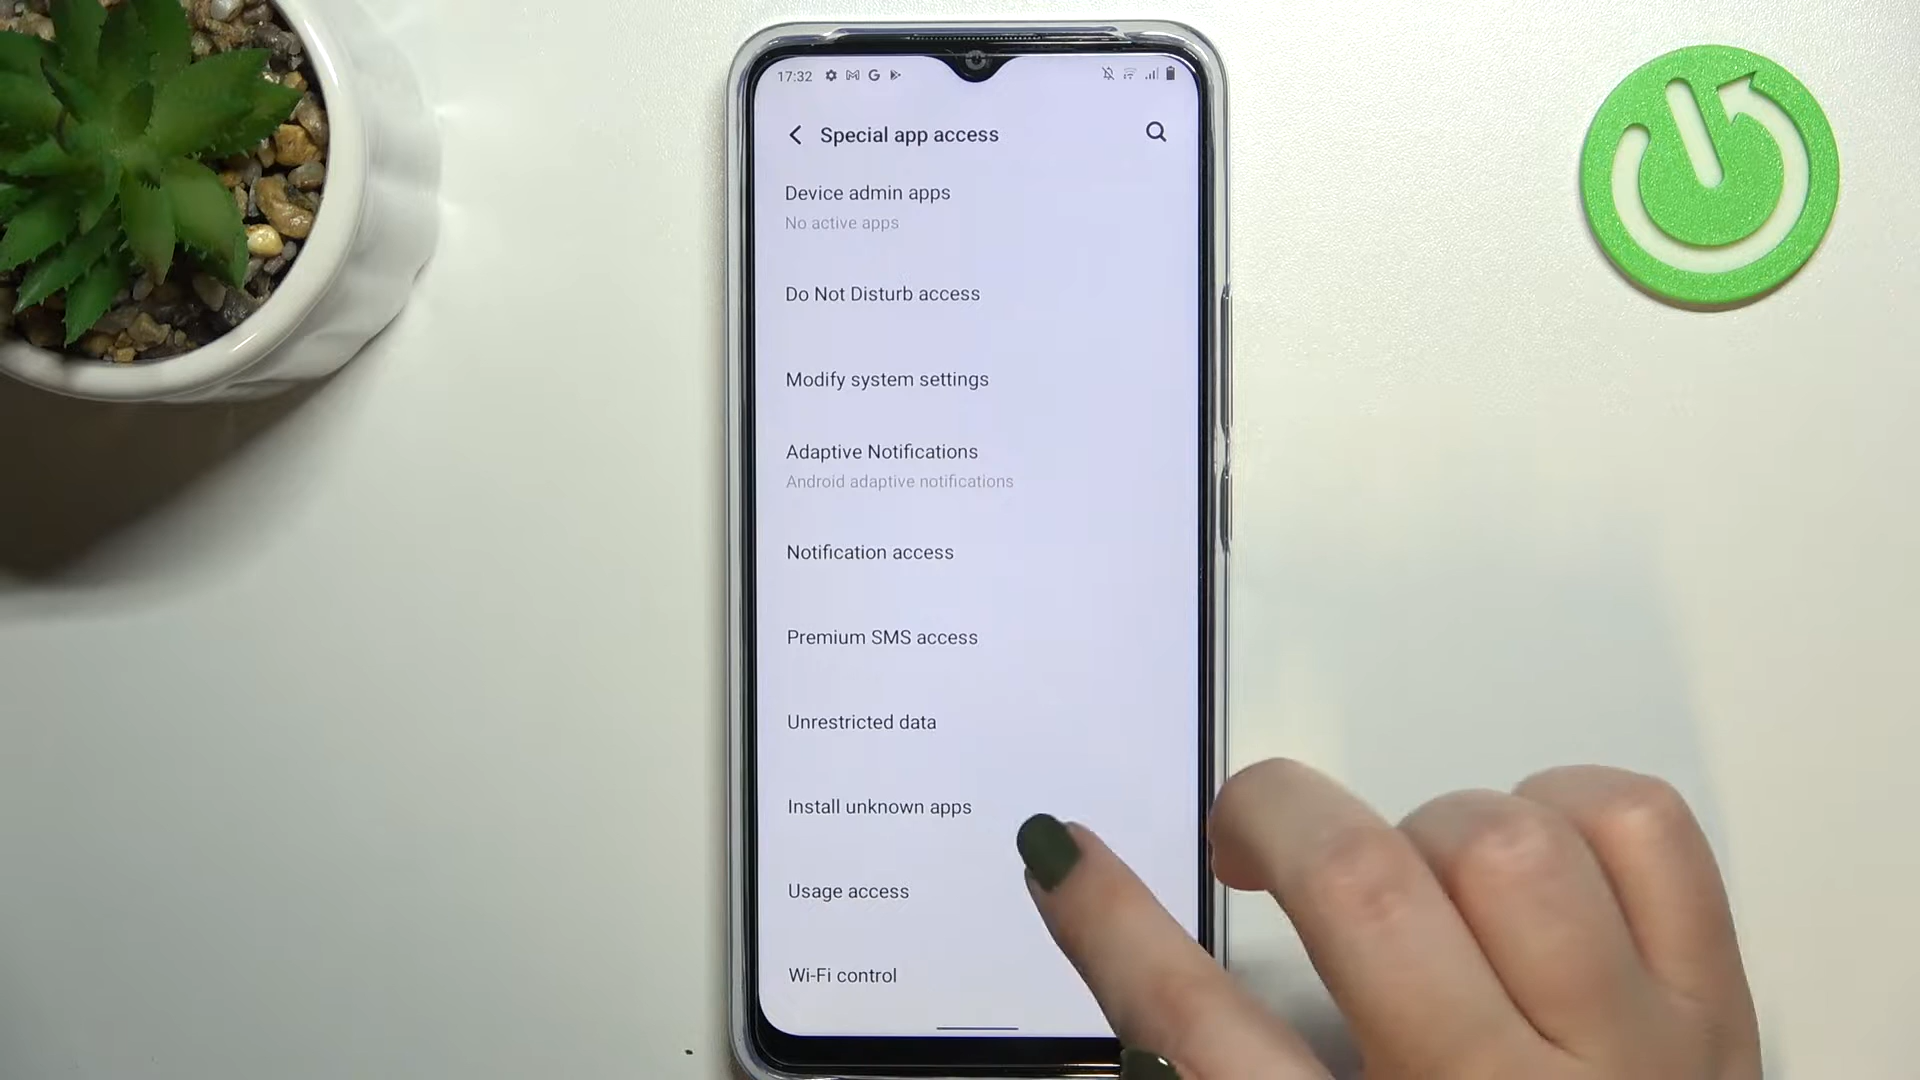 17:32
Special app access
Device admin apps
No active apps
Do Not Disturb access
Modify system settings
Adaptive Notifications
Android adaptive notifications
Notification access
Premium SMS access
Unrestricted data
Install unknown apps
Usage access
Wi-Fi control